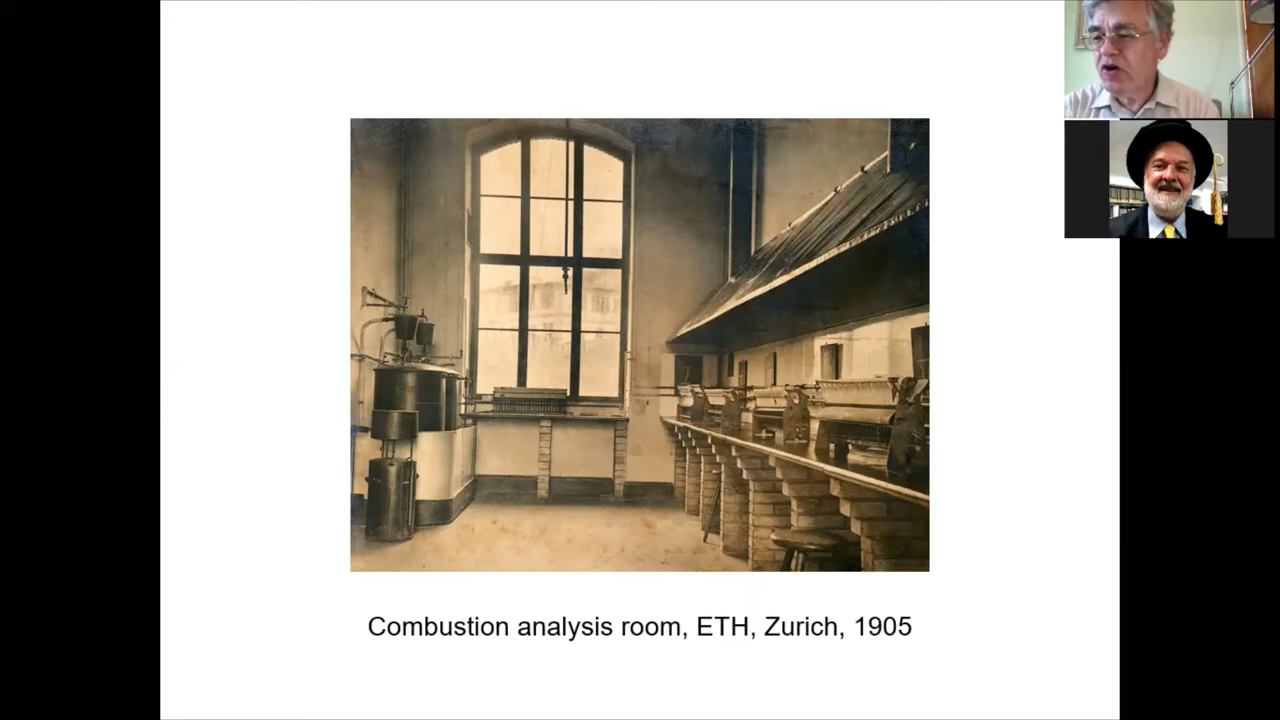 Combustion analysis room, ETH, Zurich, 1905